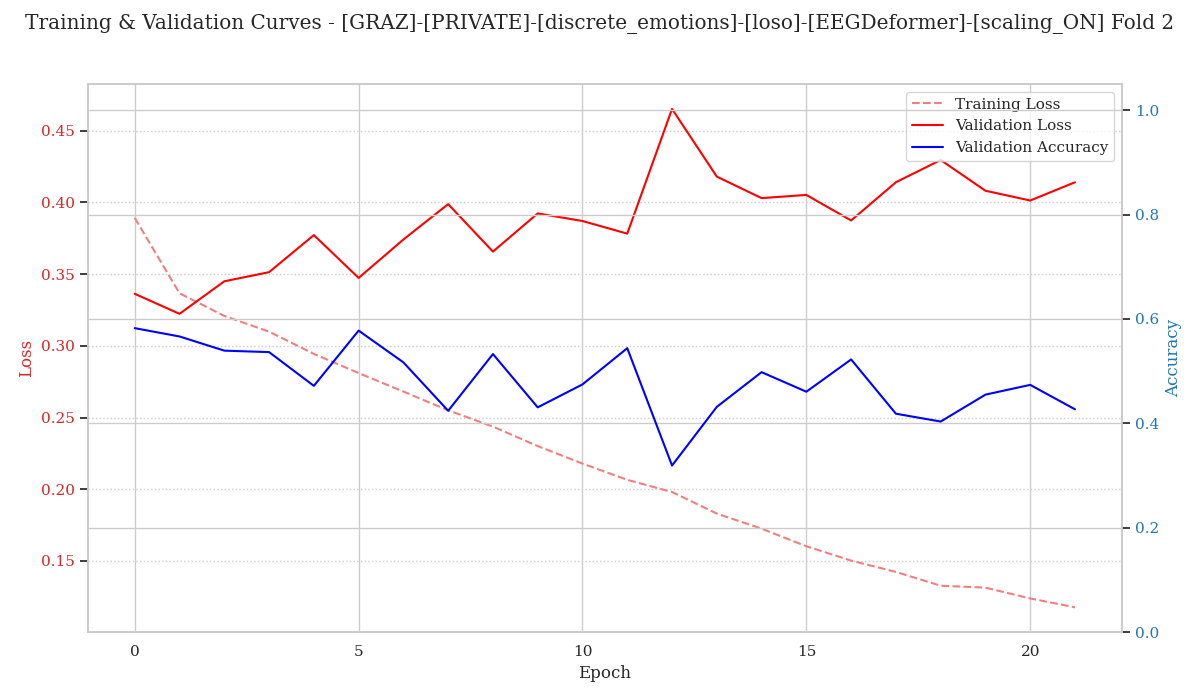 Training & Validation Curves - [GRAZ]-[PRIVATE]-[discrete_emotions]-[loso]-[EEGDeformer]-[scaling_ON] Fold 2
Training Loss
Validation Loss
Validation Accuracy
Loss
0.45
0.40
0.35
0.30
0.25
0.20
0.15
1.0
0.8
0.6
0.4
0.2
0.0
Accuracy
0 5 10 15 20
Epoch